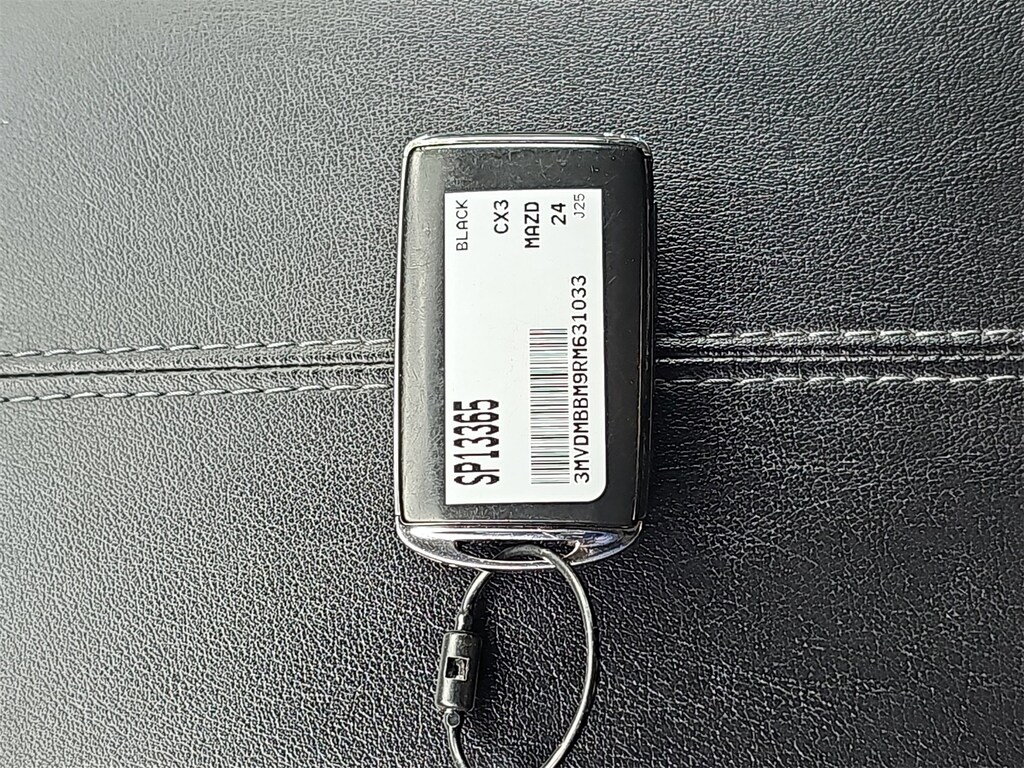 SP13365
BLACK
CX3
MAZD
24
J25
3MVDMBBM9RM631033